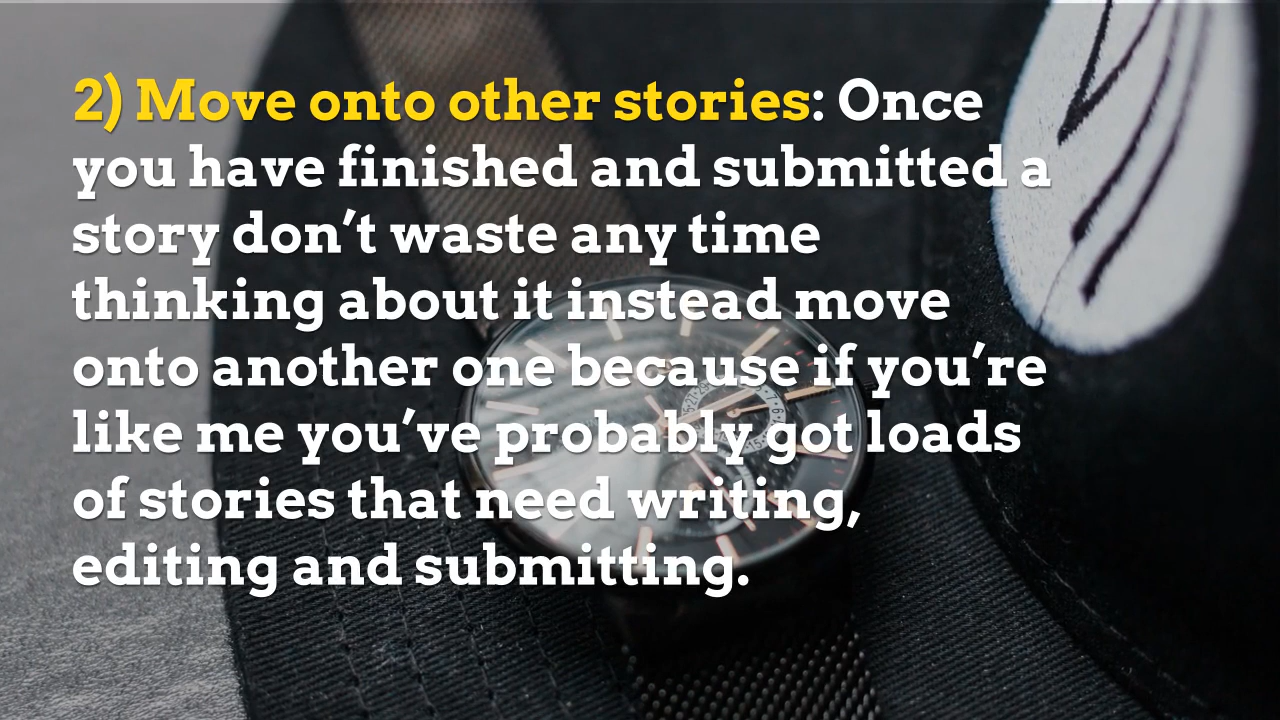 2) Move onto other stories: Once
you have finished and submitted a
story don’t waste any time
thinking about it instead move
onto another one because if you’re
like me you’ve probably got loads
of stories that need writing,
editing and submitting.